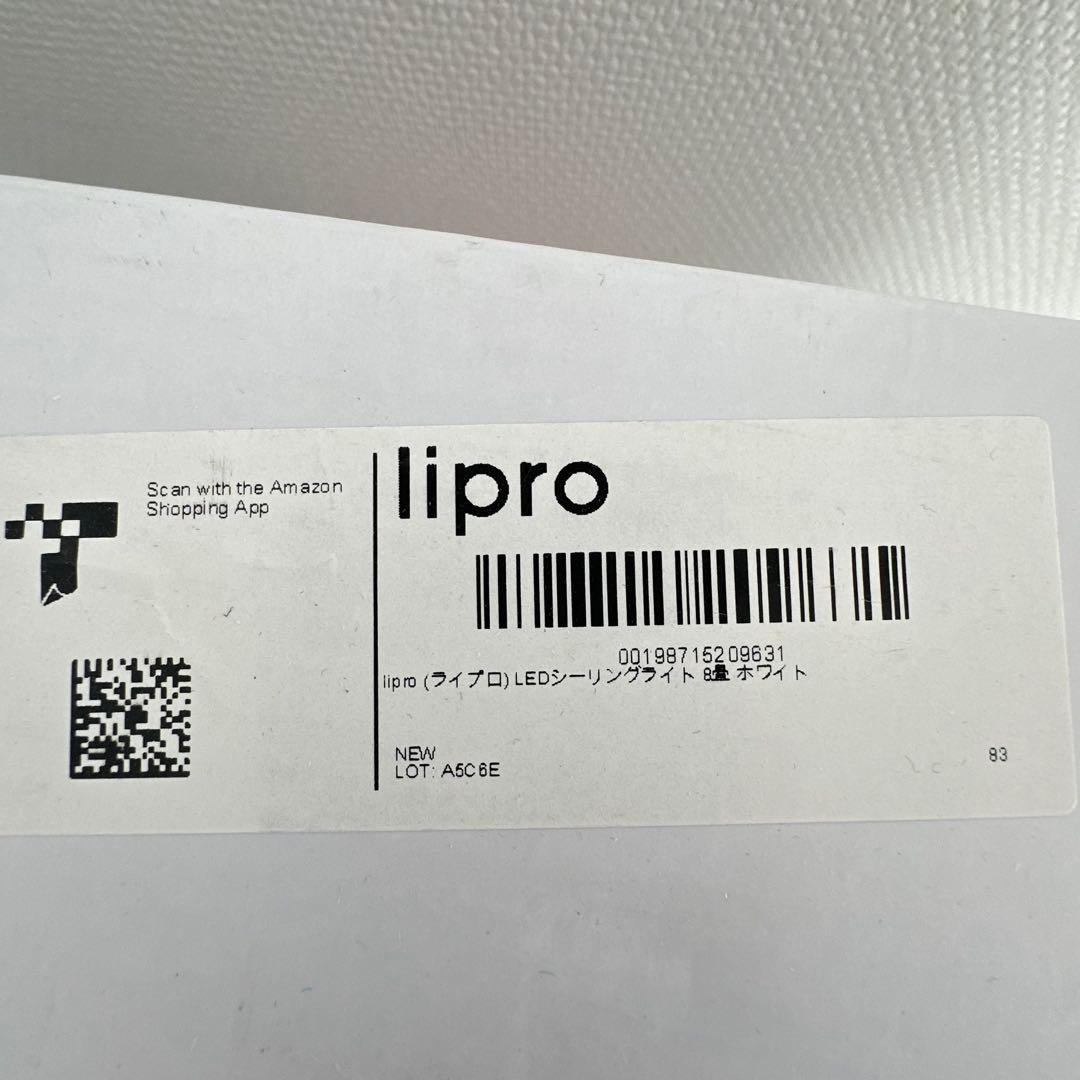 Scan with the Amazon
Shopping App
lipro
00198715209631
lipro (ライプロ) LEDシーリングライト 8畳 ホワイト
NEW
LOT: A5C6E
83